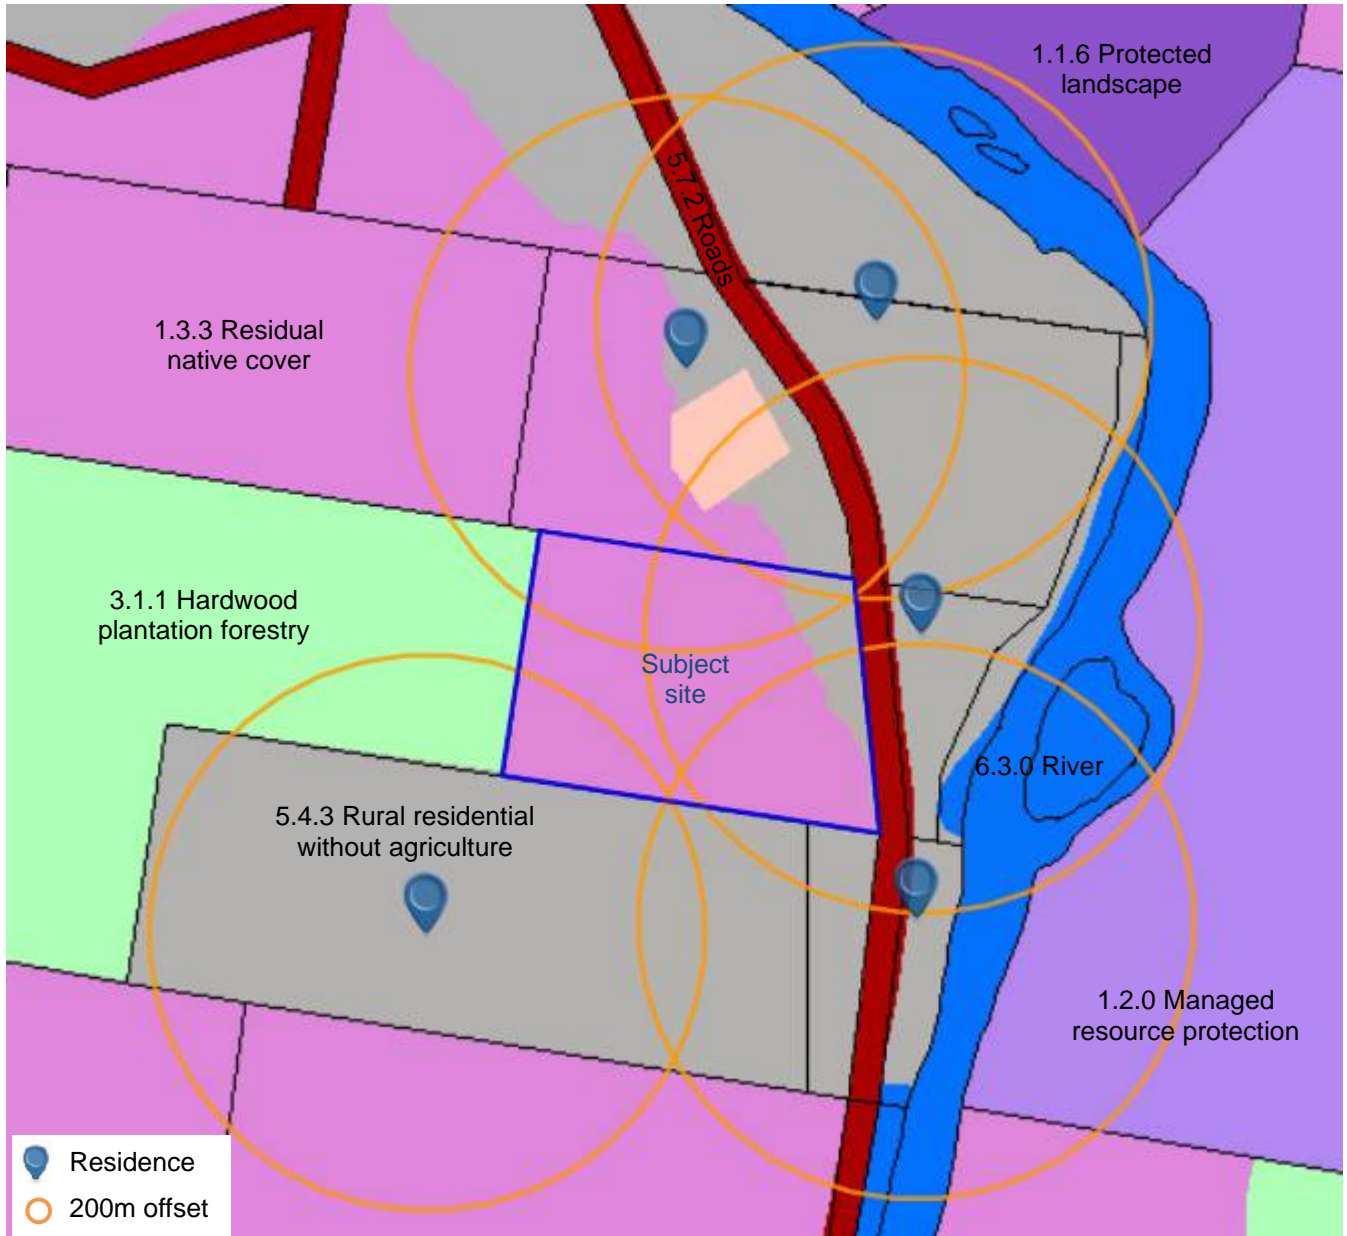 1.1.6 Protected
landscape
5.7.2 Roads
1.3.3 Residual
native cover
3.1.1 Hardwood
plantation forestry
Subject
site
6.3.0 River
5.4.3 Rural residential
without agriculture
1.2.0 Managed
resource protection
Residence
200m offset